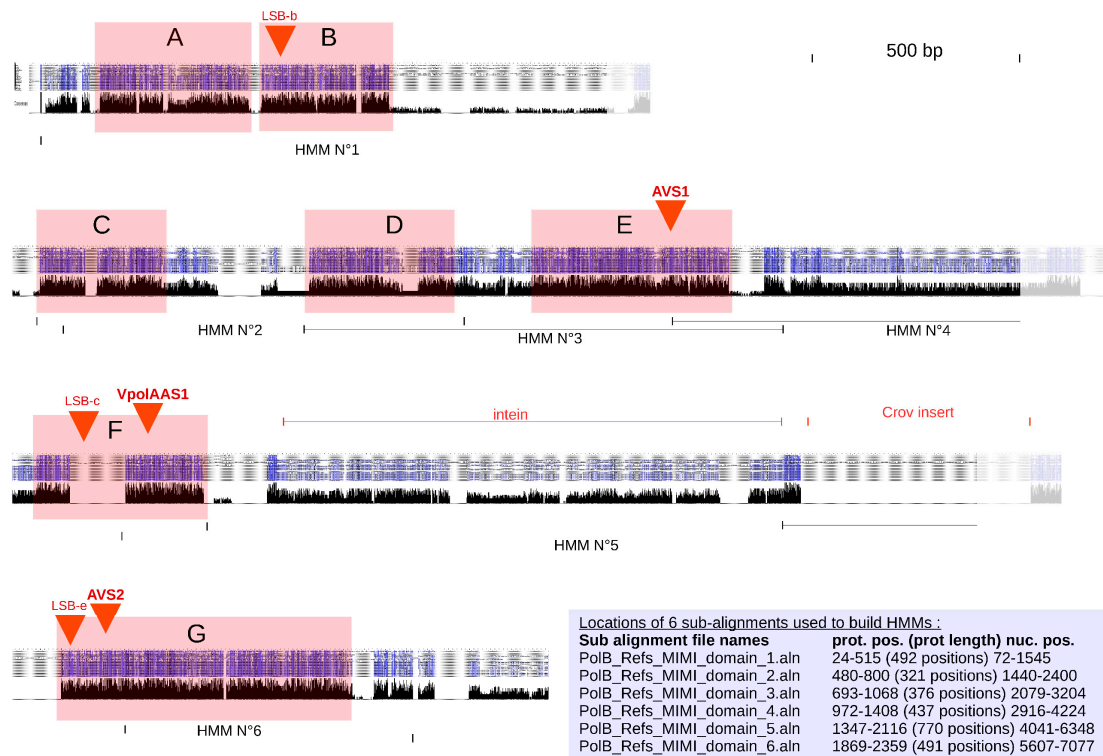 LSB-b
A
B
500 bp
HMM N°1
AVS1
C
D
E
HMM N°2
HMM N°3
HMM N°4
LSB-c
VpolAAS1
F
intein
Crov insert
HMM N°5
LSB-e
AVS2
G
HMM N°6
Locations of 6 sub-alignments used to build HMMs :
Sub alignment file names prot. pos. (prot length) nuc. pos.
PolB_Refs_MIMI_domain_1.aln 24-515 (492 positions) 72-1545
PolB_Refs_MIMI_domain_2.aln 480-800 (321 positions) 1440-2400
PolB_Refs_MIMI_domain_3.aln 693-1068 (376 positions) 2079-3204
PolB_Refs_MIMI_domain_4.aln 972-1408 (437 positions) 2916-4224
PolB_Refs_MIMI_domain_5.aln 1347-2116 (770 positions) 4041-6348
PolB_Refs_MIMI_domain_6.aln 1869-2359 (491 positions) 5607-7077